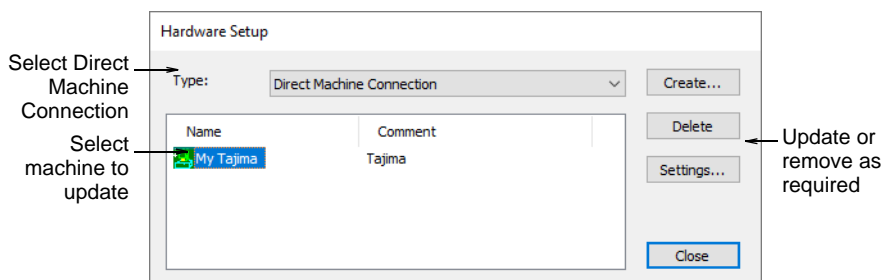 Hardware Setup
Select Direct
Machine
Connection
Type:
Direct Machine Connection
Create...
Name
Comment
Delete
Select
machine to
update
My Tajima
Tajima
Update or
remove as
required
Settings...
Close